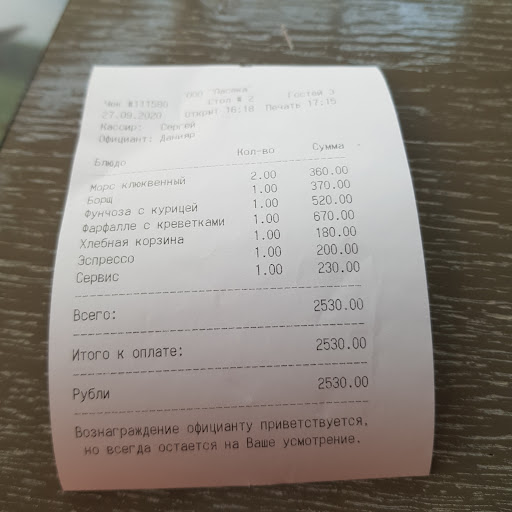 ООО "Песвка"
Чек #111580 Стол # 2 Гостей 3
27.09.2020 Открыт 16:18 Печать 17:15
Кассир: Сергей
Официант: Данияр
Блюдо Кол-во Сумма
Морс клюквенный 2.00 360.00
Борщ 1.00 370.00
Фунчоза с курицей 1.00 520.00
Фарфалле с креветками 1.00 670.00
Хлебная корзина 1.00 180.00
Эспрессо 1.00 200.00
Сервис 1.00 230.00
Всего: 2530.00
Итого к оплате: 2530.00
Рубли 2530.00
Вознаграждение официанту приветствуется,
но всегда остается на Ваше усмотрение.